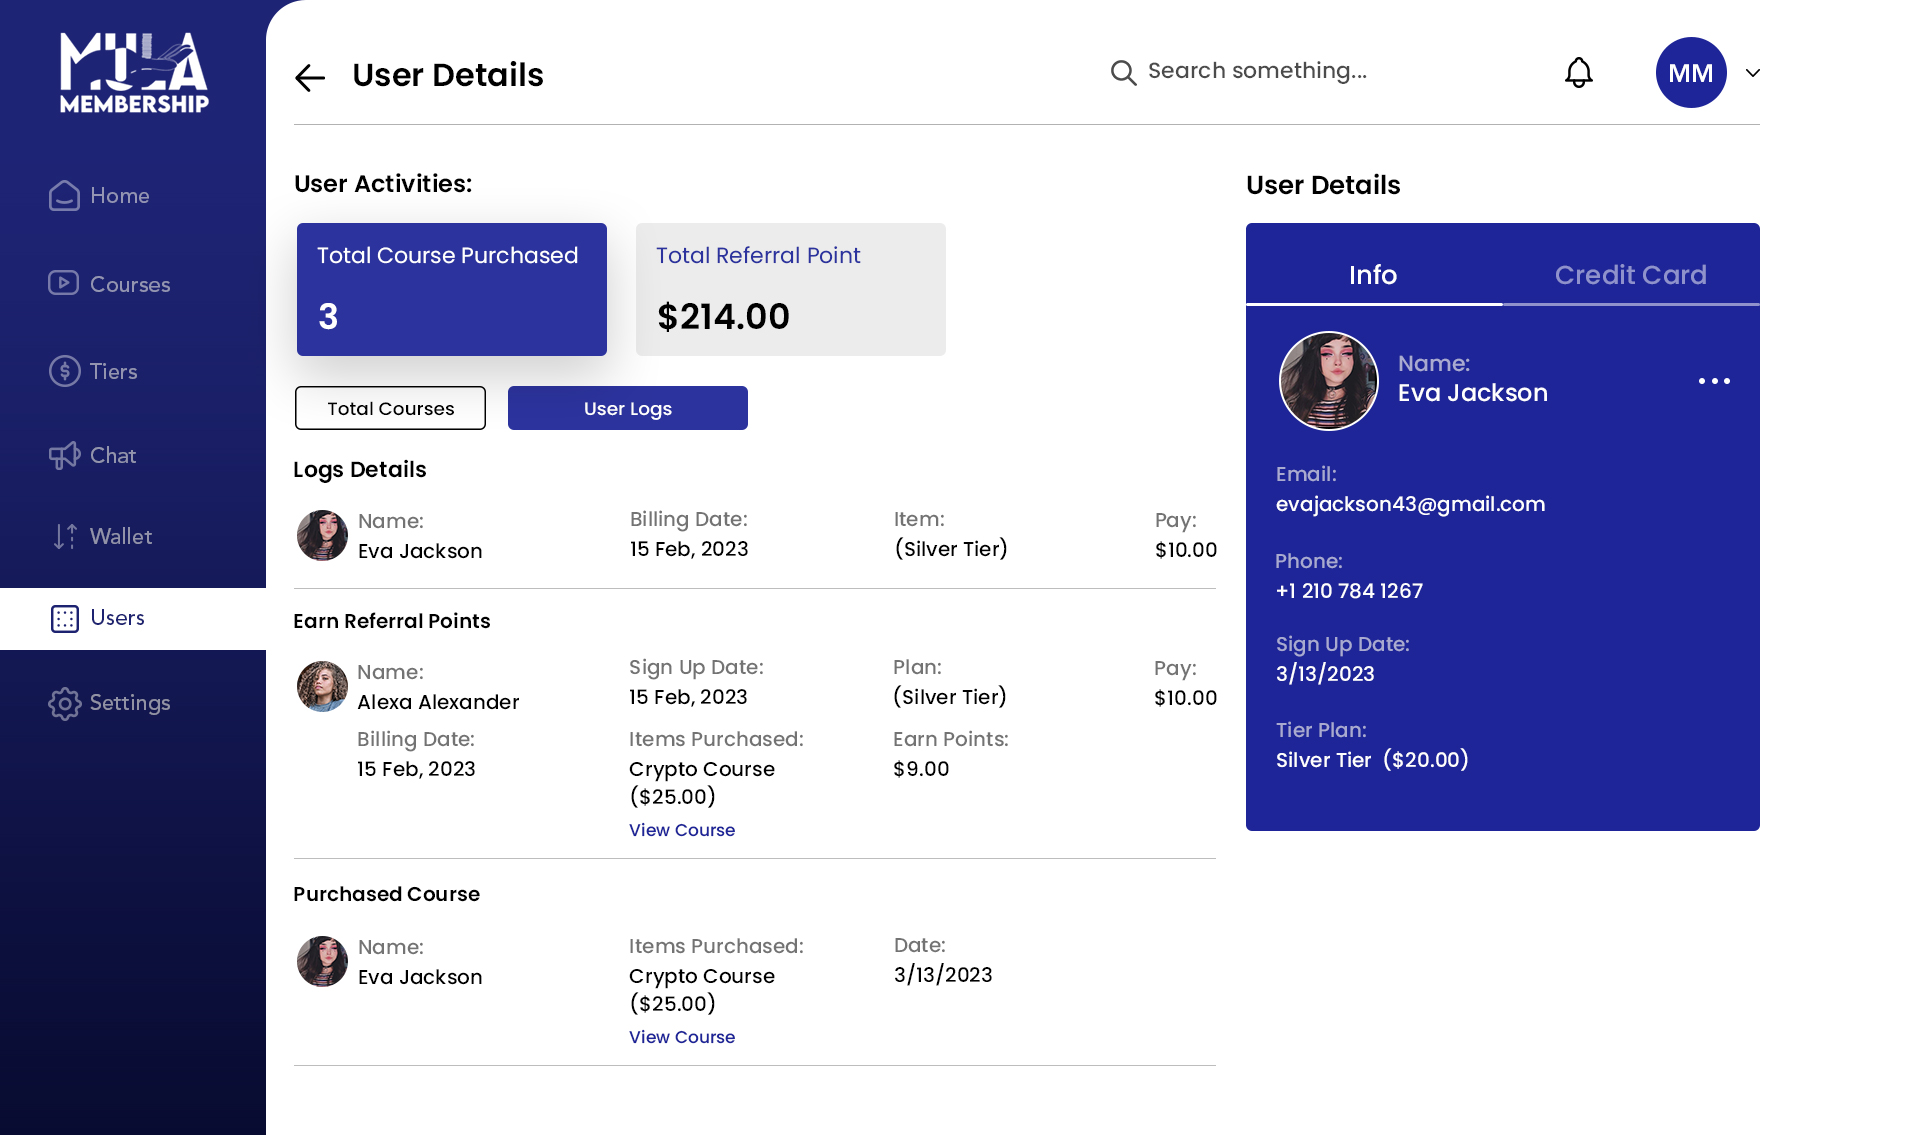 MULA
MEMBERSHIP
Home
Courses
Tiers
Chat
Wallet
Users
Settings
User Details
Search something...
MM
User Activities:
Total Course Purchased
3
Total Referral Point
$214.00
Total Courses
User Logs
Logs Details
Name:
Eva Jackson
Billing Date:
15 Feb, 2023
Item:
(Silver Tier)
Pay:
$10.00
Earn Referral Points
Name:
Alexa Alexander
Sign Up Date:
15 Feb, 2023
Plan:
(Silver Tier)
Pay:
$10.00
Billing Date:
15 Feb, 2023
Items Purchased:
Crypto Course
($25.00)
View Course
Earn Points:
$9.00
Purchased Course
Name:
Eva Jackson
Items Purchased:
Crypto Course
($25.00)
View Course
Date:
3/13/2023
User Details
Info
Credit Card
Name:
Eva Jackson
Email:
evajackson43@gmail.com
Phone:
+1 210 784 1267
Sign Up Date:
3/13/2023
Tier Plan:
Silver Tier ($20.00)